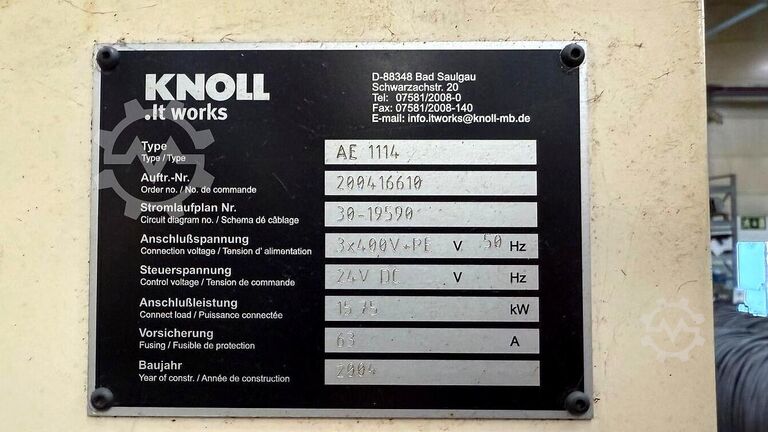 KNOLL
.It works
D-88348 Bad Saulgau
Schwarzachstr. 20
Tel: 07581/2008-0
Fax: 07581/2008-140
E-mail: info.itworks@knoll-mb.de
Type AE 1114
Type / Type
Auftr.-Nr. 200416610
Order no. / No. de commande
Stromlaufplan Nr. 30-19590
Circuit diagram no. / Schema dé câblage
Anschlußspannung 3x400V+PE V 50 Hz
Connection voltage / Tension d' alimentation
Steuerspannung 24V DC V Hz
Control voltage / Tension de commande
Anschlußleistung kW
Connect load / Puissance connectée
Vorsicherung 63 A
Fusing / Fusible de protection
Baujahr 2004
Year of constr. / Année de construction